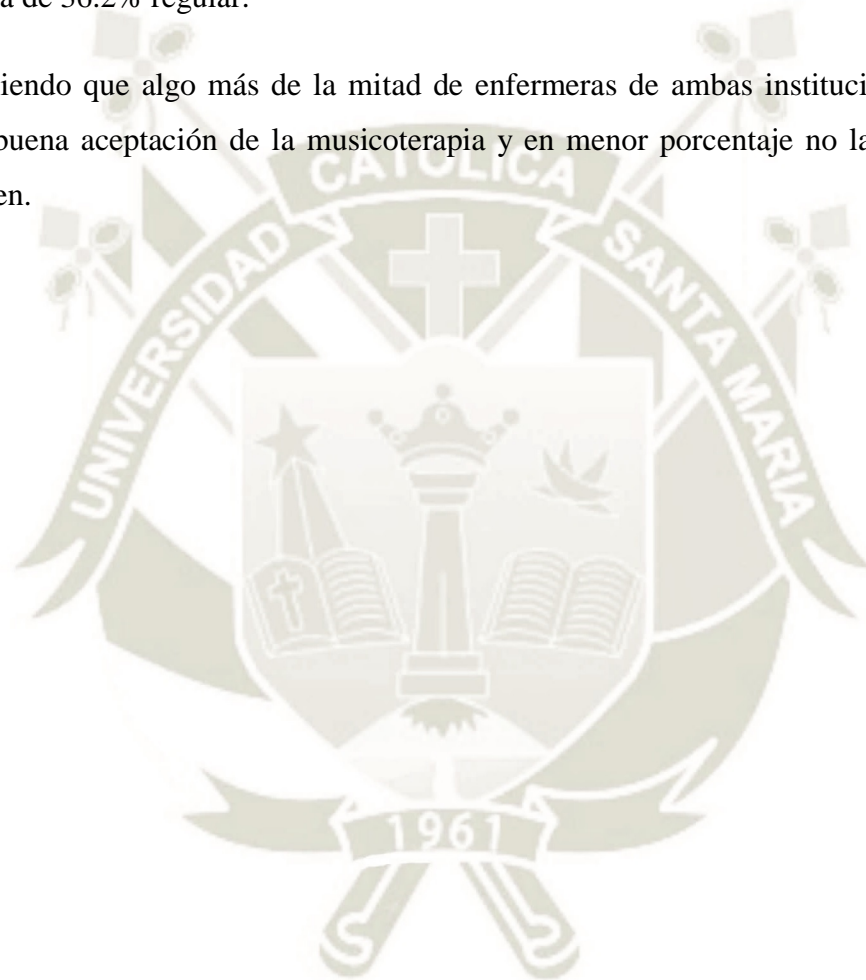 a de 36.2% regular.
iendo que algo más de la mitad de enfermeras de ambas instituci
buena aceptación de la musicoterapia y en menor porcentaje no la
en.
CATOLICA
UNIVERSIDAD
SANTA MARIA
1961